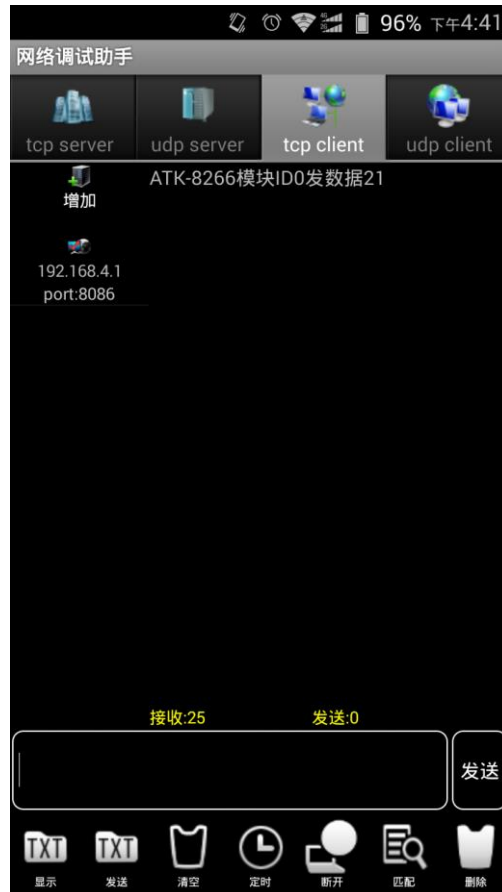 96% 下午4:41
网络调试助手
tcp server
udp server
tcp client
udp client
增加
ATK-8266模块ID0发数据21
192.168.4.1
port:8086
接收:25
发送:0
发送
TXT
TXT
显示
发送
清空
定时
断开
匹配
删除